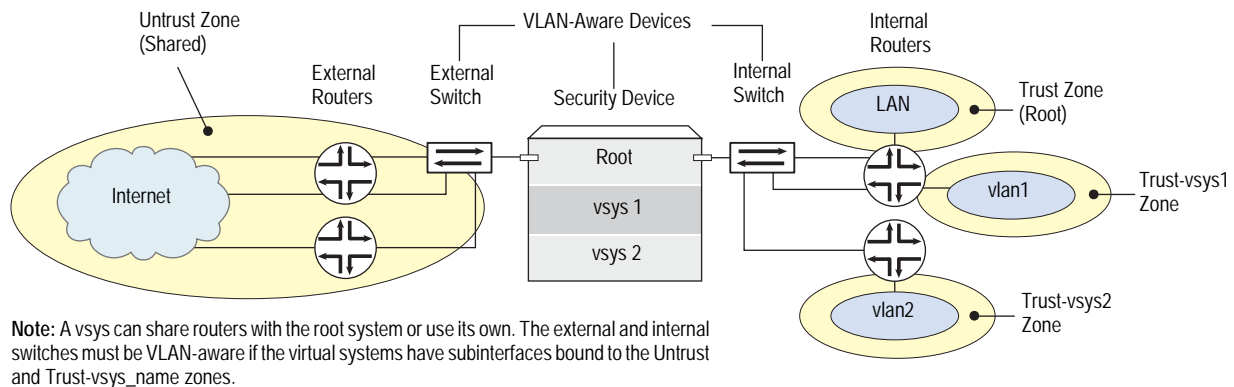 Untrust Zone
(Shared)
VLAN-Aware Devices
Internal
Routers
External
Routers
External
Switch
Security Device
Internal
Switch
LAN
Trust Zone
(Root)
Root
Internet
vsys 1
vlan1
Trust-vsys1
Zone
vsys 2
vlan2
Trust-vsys2
Zone
Note: A vsys can share routers with the root system or use its own. The external and internal
switches must be VLAN-aware if the virtual systems have subinterfaces bound to the Untrust
and Trust-vsys_name zones.